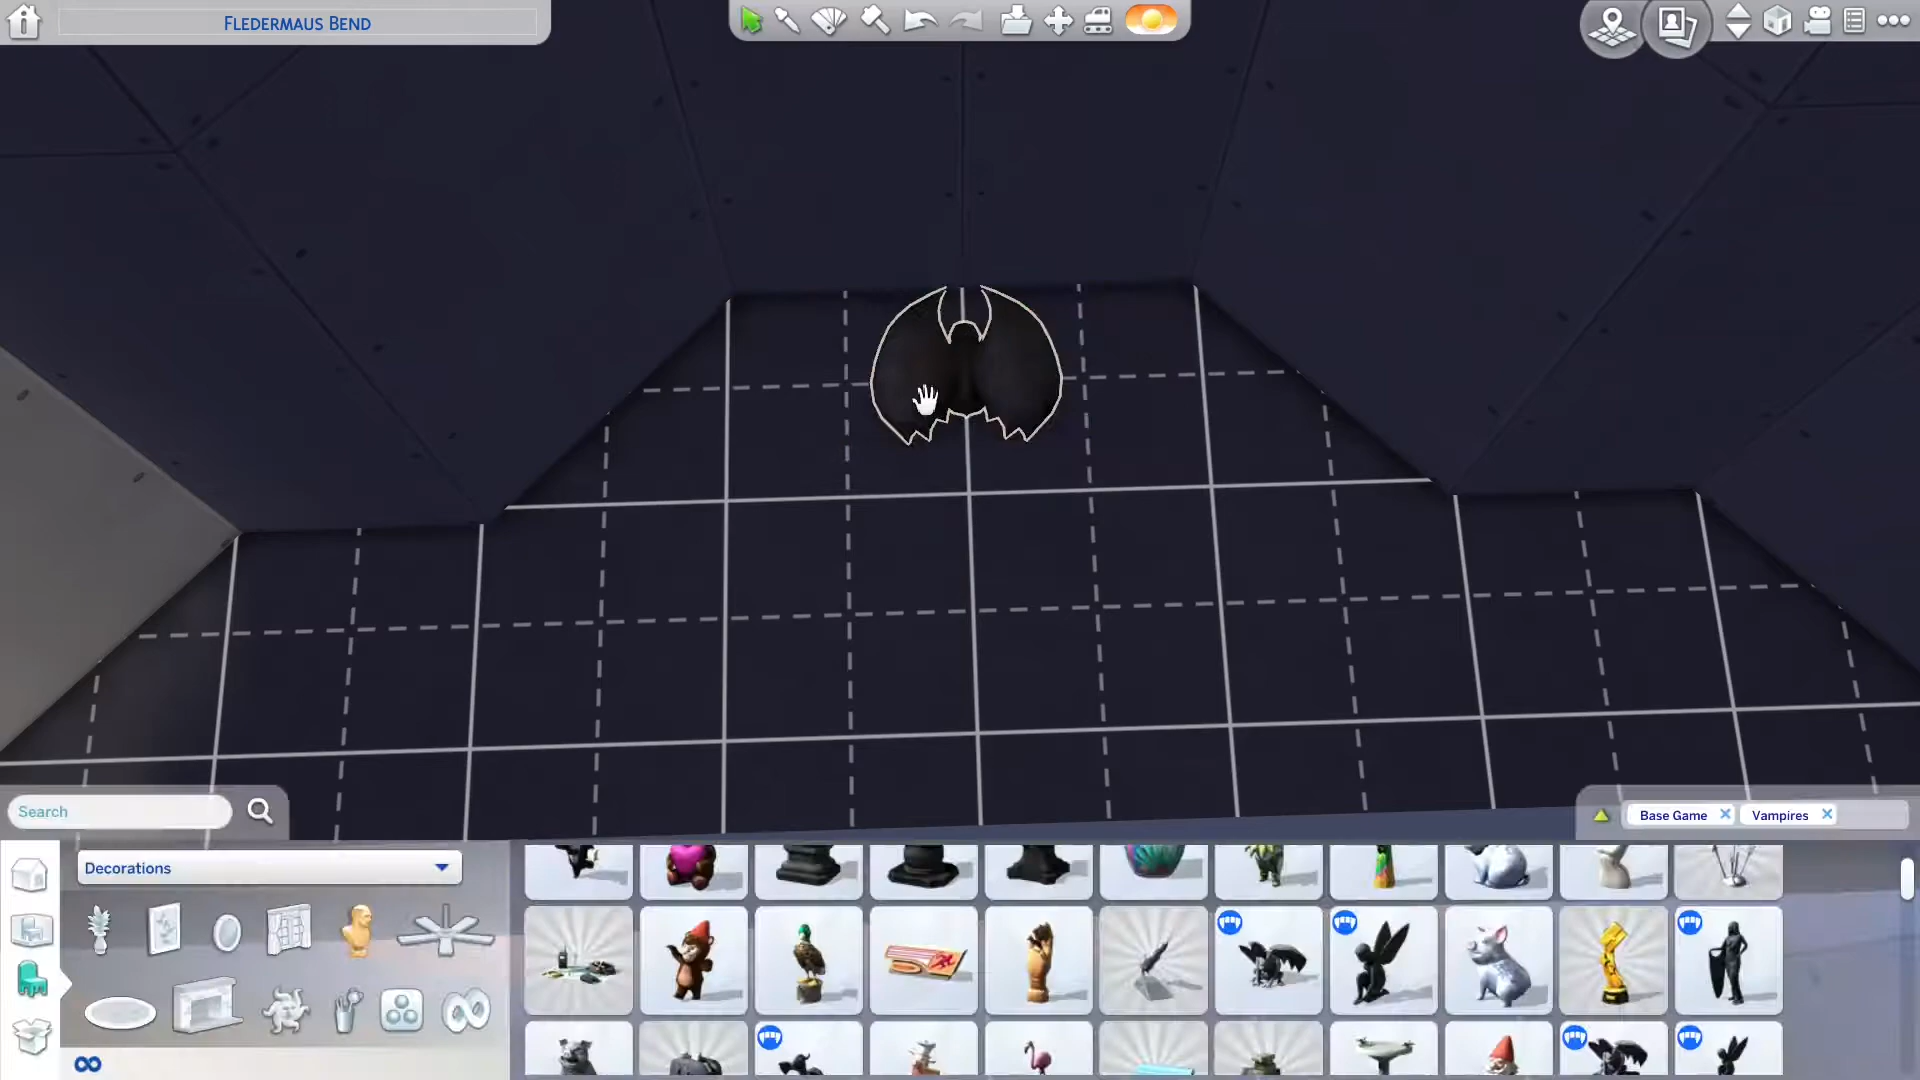 FLEDERMAUS BEND
Search
Base Game
Vampires
Decorations